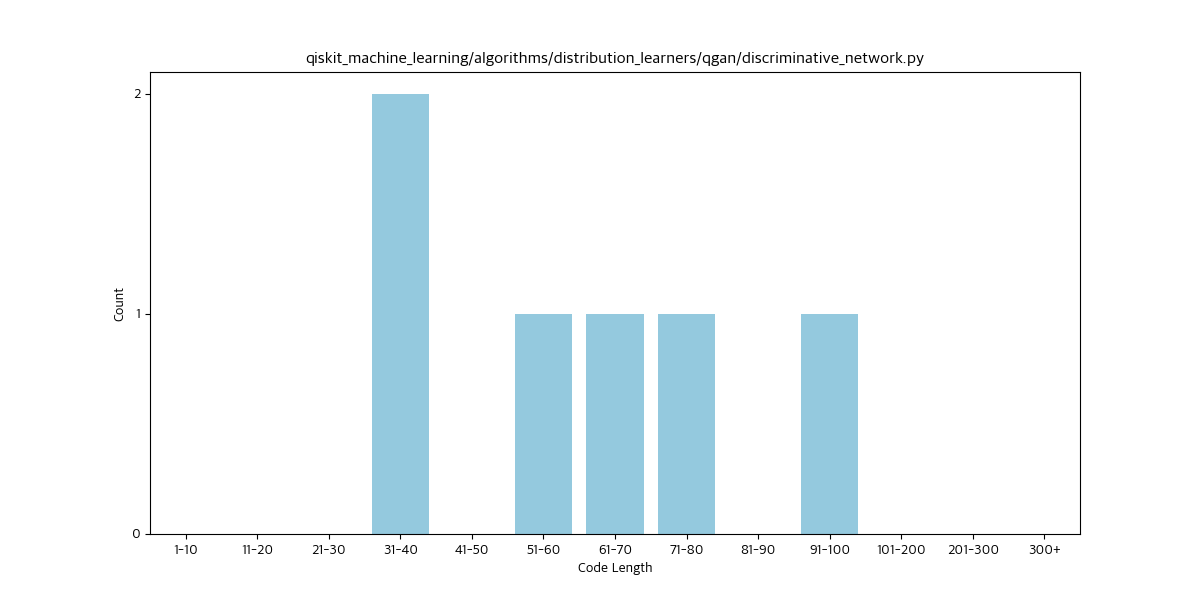 qiskit_machine_learning/algorithms/distribution_learners/qgan/discriminative_network.py
2
1
0
Count
1-10 11-20 21-30 31-40 41-50 51-60 61-70 71-80 81-90 91-100 101-200 201-300 300+
Code Length